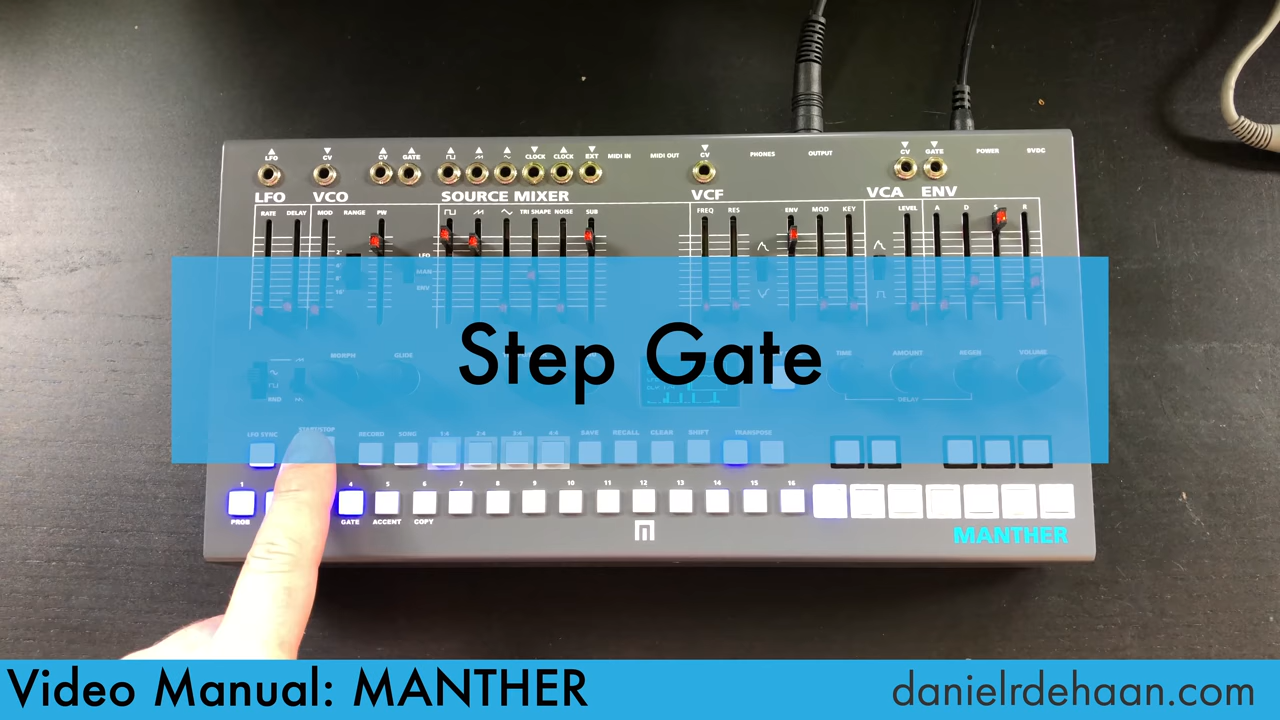 LFO CV CV GATE CLOCK CLOCK EXT MIDI IN MIDI OUT CV PHONES OUTPUT CV GATE POWER 9VDC
LFO VCO SOURCE MIXER VCF VCA ENV
RATE DELAY MOD RANGE PW TRI SHAPE NOISE SUB FREQ RES ENV MOD KEY LEVEL A D S R
LFO
MAN
ENV
Step Gate
MORPH GLIDE TIME AMOUNT REGEN VOLUME
RND DELAY
LFO SYNC START/STOP RECORD SONG 1:4 2:4 3:4 4:4 SAVE RECALL CLEAR SHIFT TRANSPOSE
1 4 5 6 7 8 9 10 11 12 13 14 15 16
PROB GATE ACCENT COPY
MANTHER
Video Manual: MANTHER
danielrdehaan.com